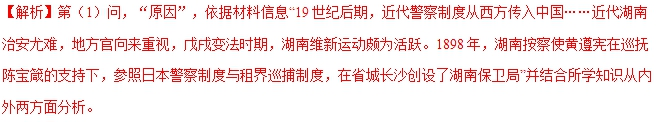 【解析】第（1）问，“原因”，依据材料信息“19世纪后期，近代警察制度从西方传入中国……近代湖南
治安尤难，地方官向来重视，戊戌变法时期，湖南维新运动颇为活跃。1898年，湖南按察使黄遵宪在巡抚
陈宝箴的支持下，参照日本警察制度与租界巡捕制度，在省城长沙创设了湖南保卫局”并结合所学知识从内
外两方面分析。